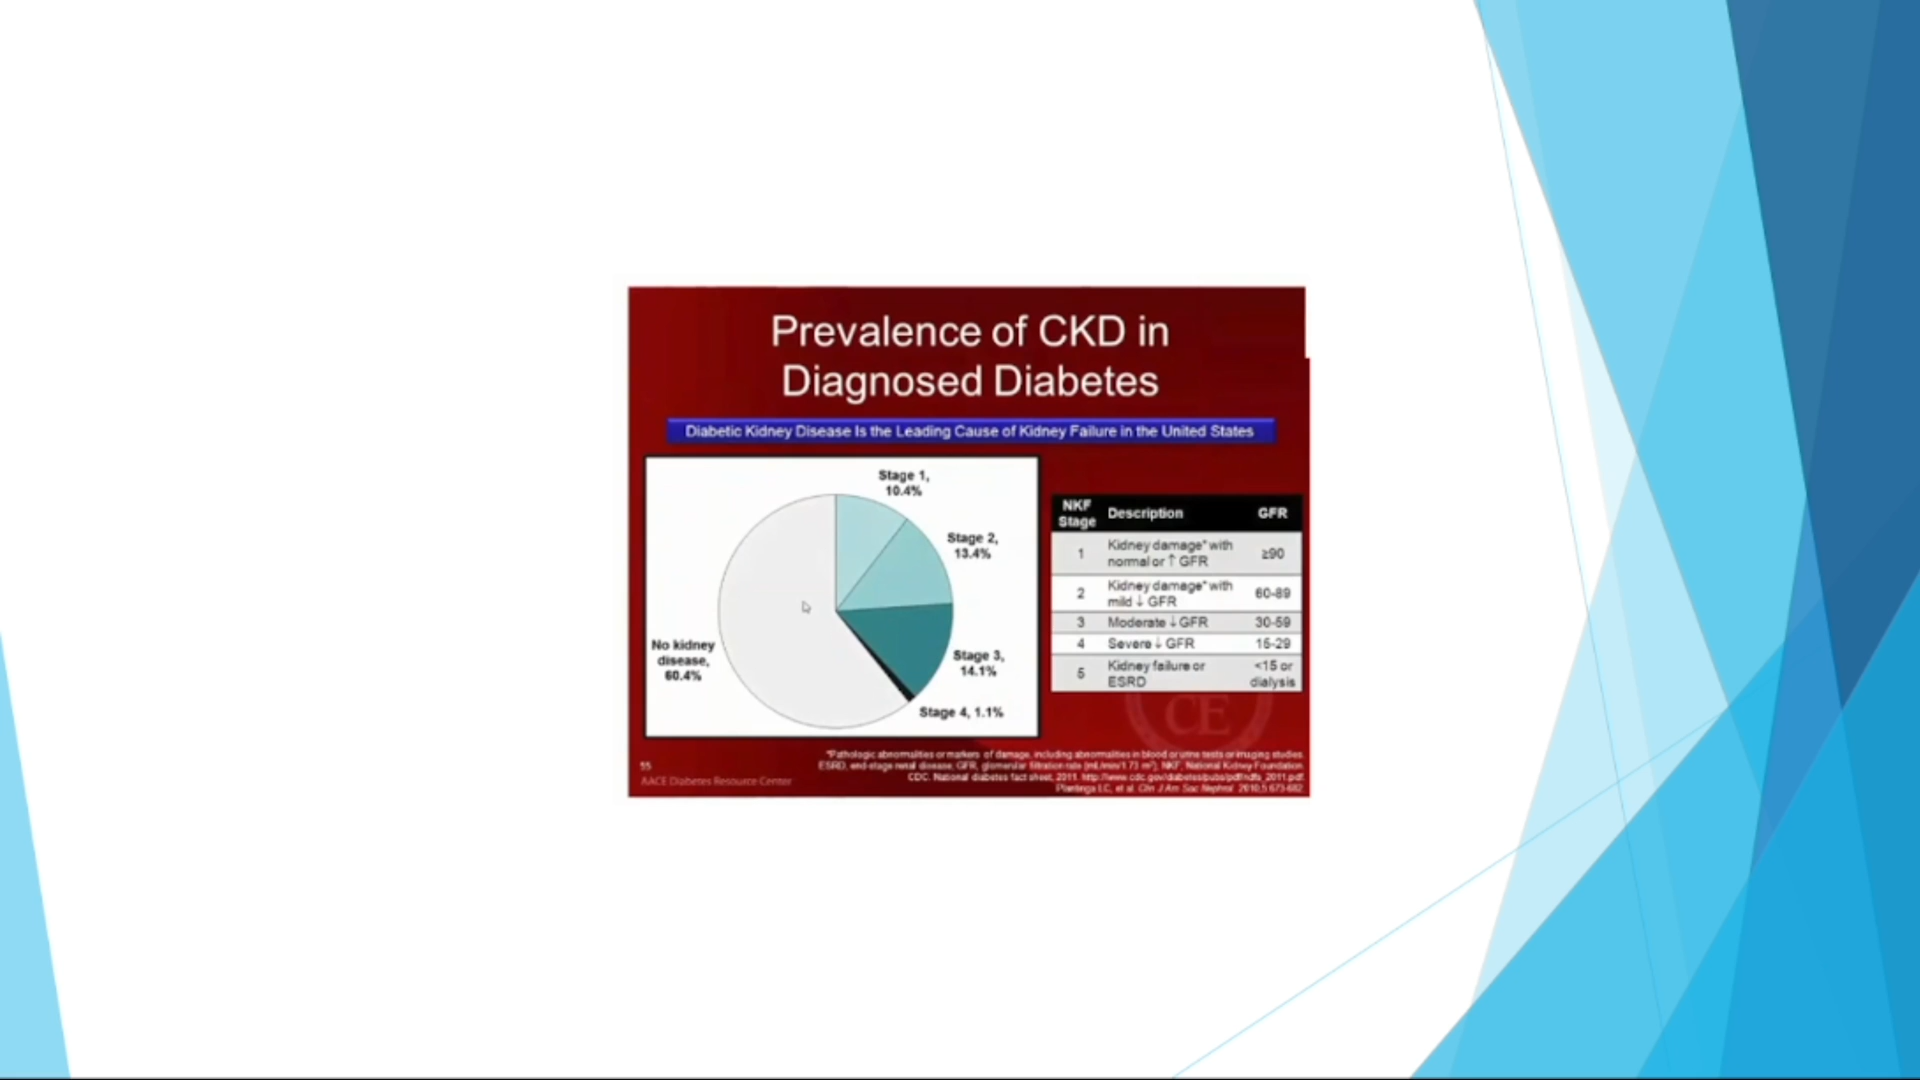 Prevalence of CKD in
Diagnosed Diabetes
Diabetic Kidney Disease Is the Leading Cause of Kidney Failure in the United States
Stage 1,
10.4%
Stage 2,
13.4%
Stage 3,
14.1%
Stage 4, 1.1%
No kidney
disease,
60.4%
NKF
Stage Description GFR
1 Kidney damage* with
normal or ↑ GFR ≥90
2 Kidney damage* with
mild ↓ GFR 60-89
3 Moderate ↓ GFR 30-59
4 Severe ↓ GFR 15-29
5 Kidney failure or
ESRD <15 or
dialysis
CE
*Pathologic abnormalities or markers of damage, including abnormalities in blood or urine tests or imaging studies
ESRD, end-stage renal disease; GFR, glomerular filtration rate (mL/min/1.73 m²); NKF, National Kidney Foundation
CDC. National diabetes fact sheet, 2011. http://www.cdc.gov/diabetes/pubs/pdf/ndfs_2011.pdf.
Plantinga LC, et al. Clin J Am Soc Nephrol. 2010;5:673-682.
55
AACE Diabetes Resource Center